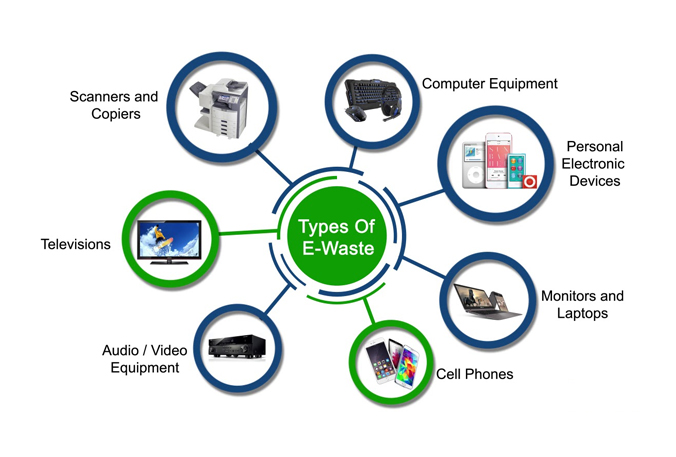 Types Of
E-Waste
Scanners and
Copiers
Computer Equipment
Personal
Electronic
Devices
Monitors and
Laptops
Cell Phones
Audio / Video
Equipment
Televisions